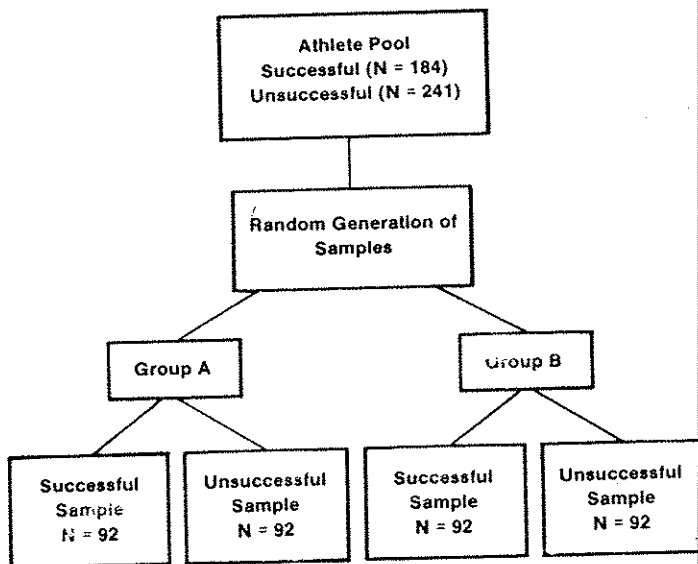 Athlete Pool
Successful (N = 184)
Unsuccessful (N = 241)
Random Generation of
Samples
Group A
Group B
Successful
Sample
N = 92
Unsuccessful
Sample
N = 92
Successful
Sample
N = 92
Unsuccessful
Sample
N = 92